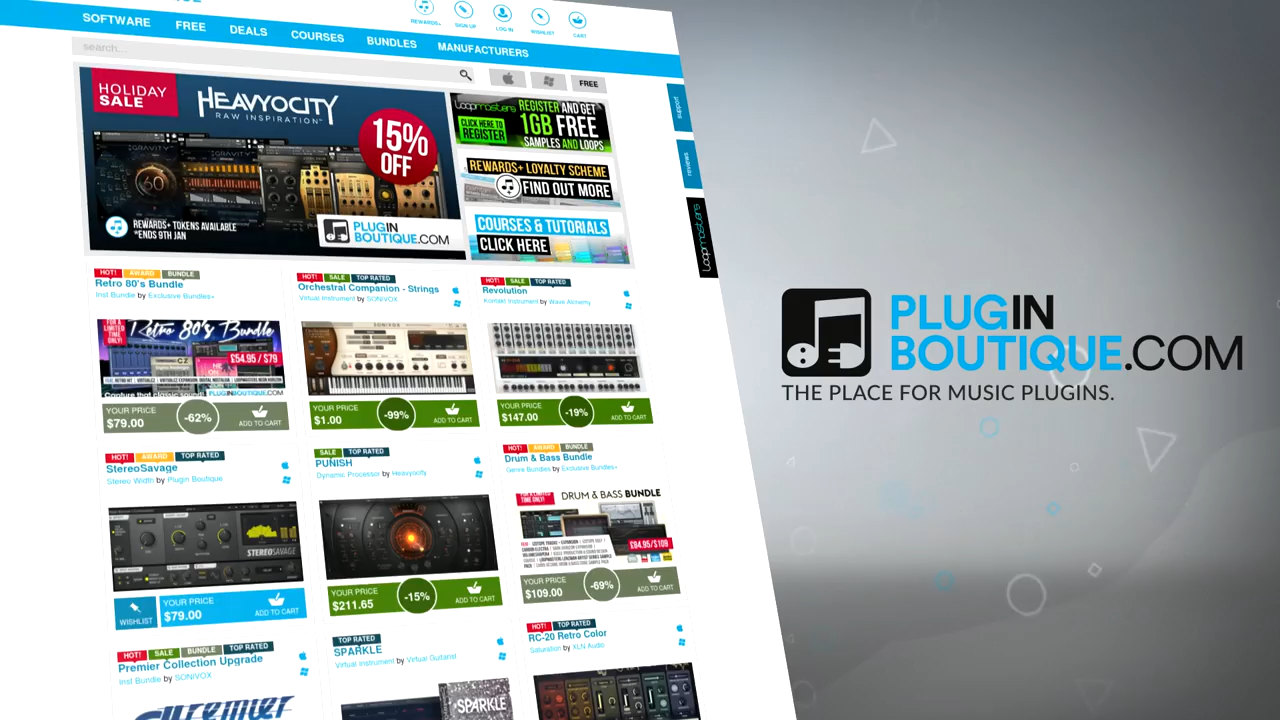 REWARDS+
SIGN UP
LOG IN
WISHLIST
CART
SOFTWARE
FREE
DEALS
COURSES
BUNDLES
MANUFACTURERS
search...
FREE
HOLIDAY
SALE
HEAVYOCITY
RAW INSPIRATION™
15%
OFF
REWARDS+ TOKENS AVAILABLE
*ENDS 9TH JAN
PLUGIN
BOUTIQUE.COM
Loopmasters
REGISTER AND GET
1GB FREE
SAMPLES AND LOOPS
CLICK HERE TO
REGISTER
REWARDS+ LOYALTY SCHEME
FIND OUT MORE
COURSES & TUTORIALS
CLICK HERE
support
reviews
Loopmasters
HOT! AWARD BUNDLE
Retro 80's Bundle
Inst Bundle by Exclusive Bundles+
FOR A
LIMITED
TIME ONLY!
Retro 80's Bundle
£54.95 / $79
YOUR PRICE
$79.00
-62%
ADD TO CART
HOT! SALE TOP RATED
Orchestral Companion - Strings
Virtual Instrument by SONiVOX
SONIVOX
YOUR PRICE
$1.00
-99%
ADD TO CART
HOT! SALE TOP RATED
Revolution
Kontakt Instrument by Wave Alchemy
YOUR PRICE
$147.00
-19%
ADD TO CART
HOT! AWARD TOP RATED
StereoSavage
Stereo Width by Plugin Boutique
STEREOSAVAGE
WISHLIST
YOUR PRICE
$79.00
ADD TO CART
SALE TOP RATED
PUNISH
Dynamic Processor by Heavyocity
YOUR PRICE
$211.65
-15%
ADD TO CART
HOT! AWARD BUNDLE
Drum & Bass Bundle
Genre Bundles by Exclusive Bundles+
TIME ONLY!
DRUM & BASS BUNDLE
£84.95/$109
YOUR PRICE
$109.00
-69%
ADD TO CART
HOT! SALE BUNDLE TOP RATED
Premier Collection Upgrade
Inst Bundle by SONiVOX
Premier
TOP RATED
SPARKLE
Virtual Instrument by Virtual Guitarist
SPARKLE
HOT! TOP RATED
RC-20 Retro Color
Saturation by XLN Audio
PLUGIN
BOUTIQUE.COM
THE PLACE FOR MUSIC PLUGINS.